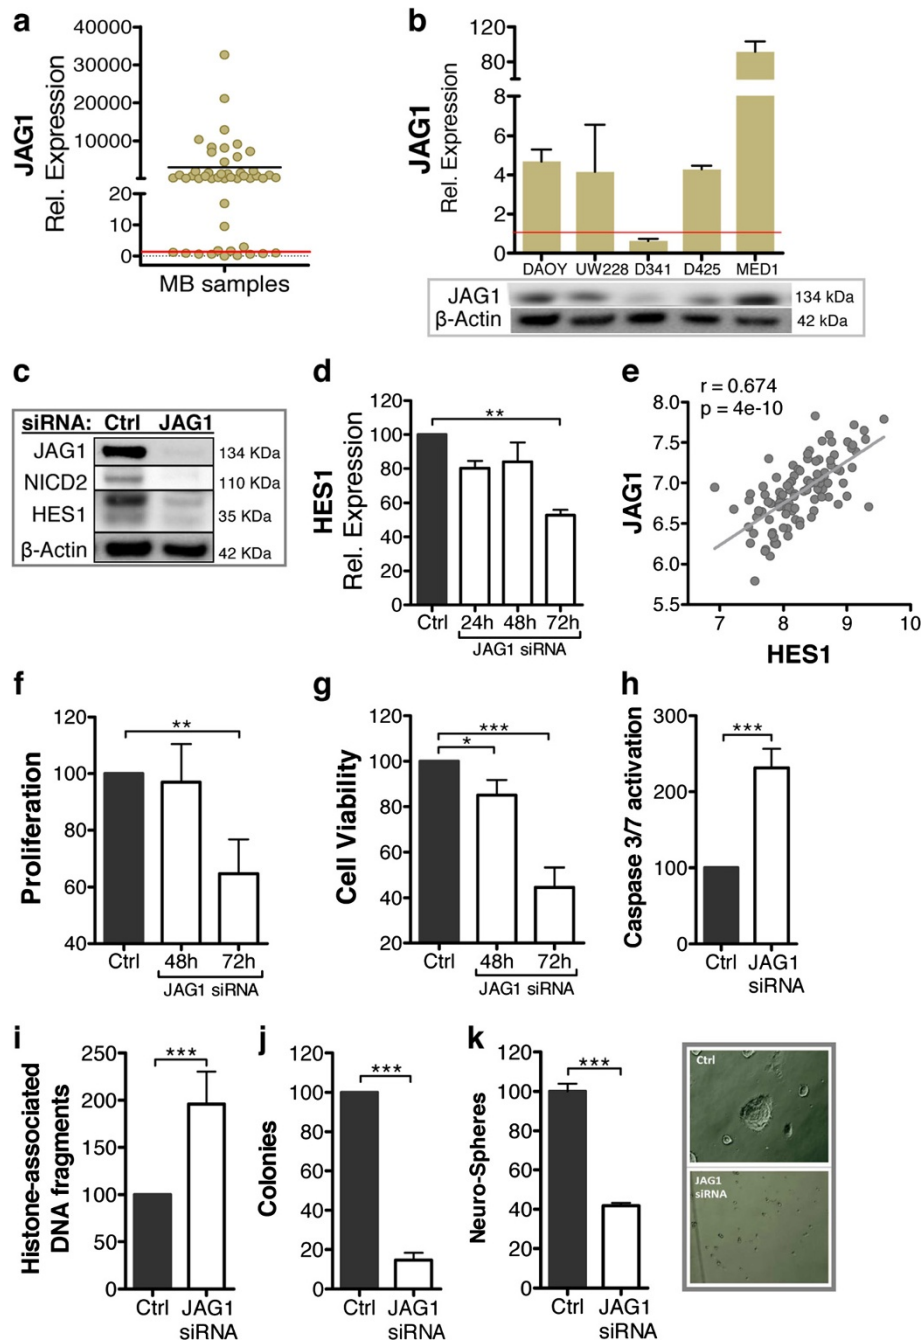 a
JAG1
Rel. Expression
40000
30000
20000
10000
20
10
0
MB samples
b
JAG1
Rel. Expression
120
80
8
6
4
2
0
DAOY UW228 D341 D425 MED1
JAG1 134 kDa
β-Actin 42 kDa
c
siRNA: Ctrl JAG1
JAG1 134 KDa
NICD2 110 KDa
HES1 35 KDa
β-Actin 42 KDa
d
HES1
Rel. Expression
120
100
80
60
40
20
0
**
Ctrl 24h 48h 72h
JAG1 siRNA
e
r = 0.674
p = 4e-10
JAG1
8.0
7.5
7.0
6.5
6.0
5.5
7 8 9 10
HES1
f
Proliferation
120
100
80
60
40
**
Ctrl 48h 72h
JAG1 siRNA
g
Cell Viability
120
100
80
60
40
20
***
*
Ctrl 48h 72h
JAG1 siRNA
h
Caspase 3/7 activation
300
200
100
0
***
Ctrl JAG1
siRNA
i
Histone-associated
DNA fragments
250
200
150
100
50
0
***
Ctrl JAG1
siRNA
j
Colonies
120
100
80
60
40
20
0
***
Ctrl JAG1
siRNA
k
Neuro-Spheres
120
100
80
60
40
20
0
***
Ctrl JAG1
siRNA
Ctrl
JAG1
siRNA